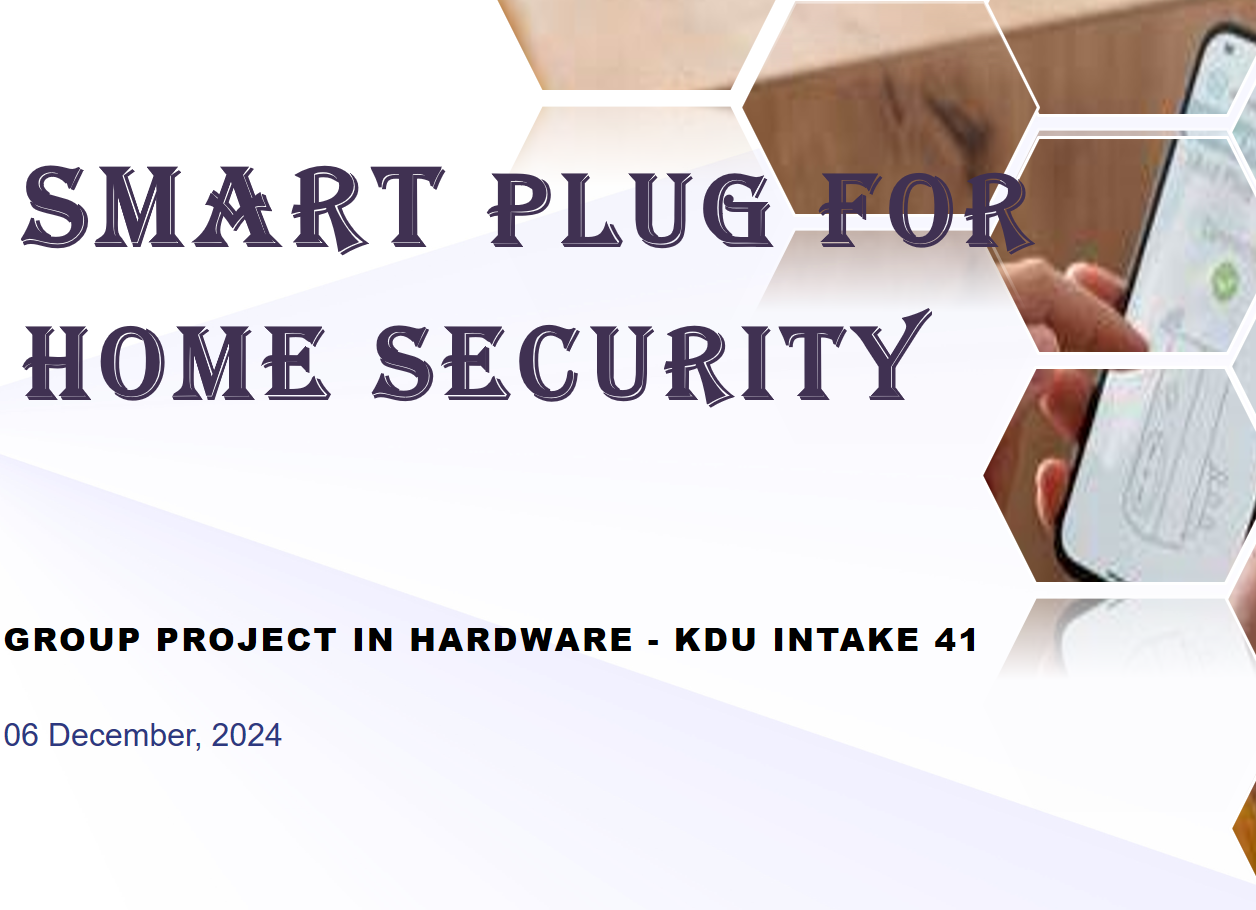 SMART PLUG FOR
HOME SECURITY
GROUP PROJECT IN HARDWARE - KDU INTAKE 41
06 December, 2024